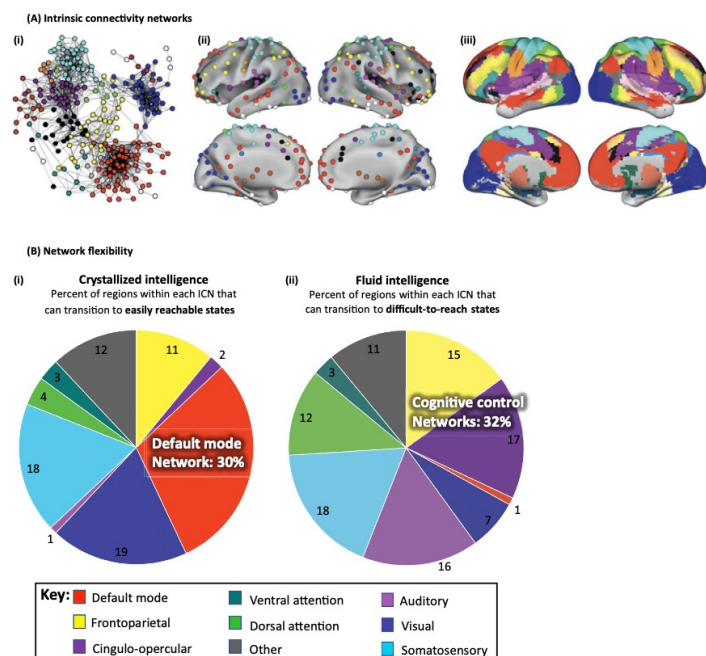 (A) Intrinsic connectivity networks
(i)
(ii)
(iii)
(B) Network flexibility
(i)
Crystallized intelligence
Percent of regions within each ICN that
can transition to easily reachable states
11
2
Default mode
Network: 30%
19
1
18
4
3
12
(ii)
Fluid intelligence
Percent of regions within each ICN that
can transition to difficult-to-reach states
15
Cognitive control
Networks: 32%
17
1
7
16
18
12
3
11
Key:
Default mode
Frontoparietal
Cingulo-opercular
Ventral attention
Dorsal attention
Other
Auditory
Visual
Somatosensory